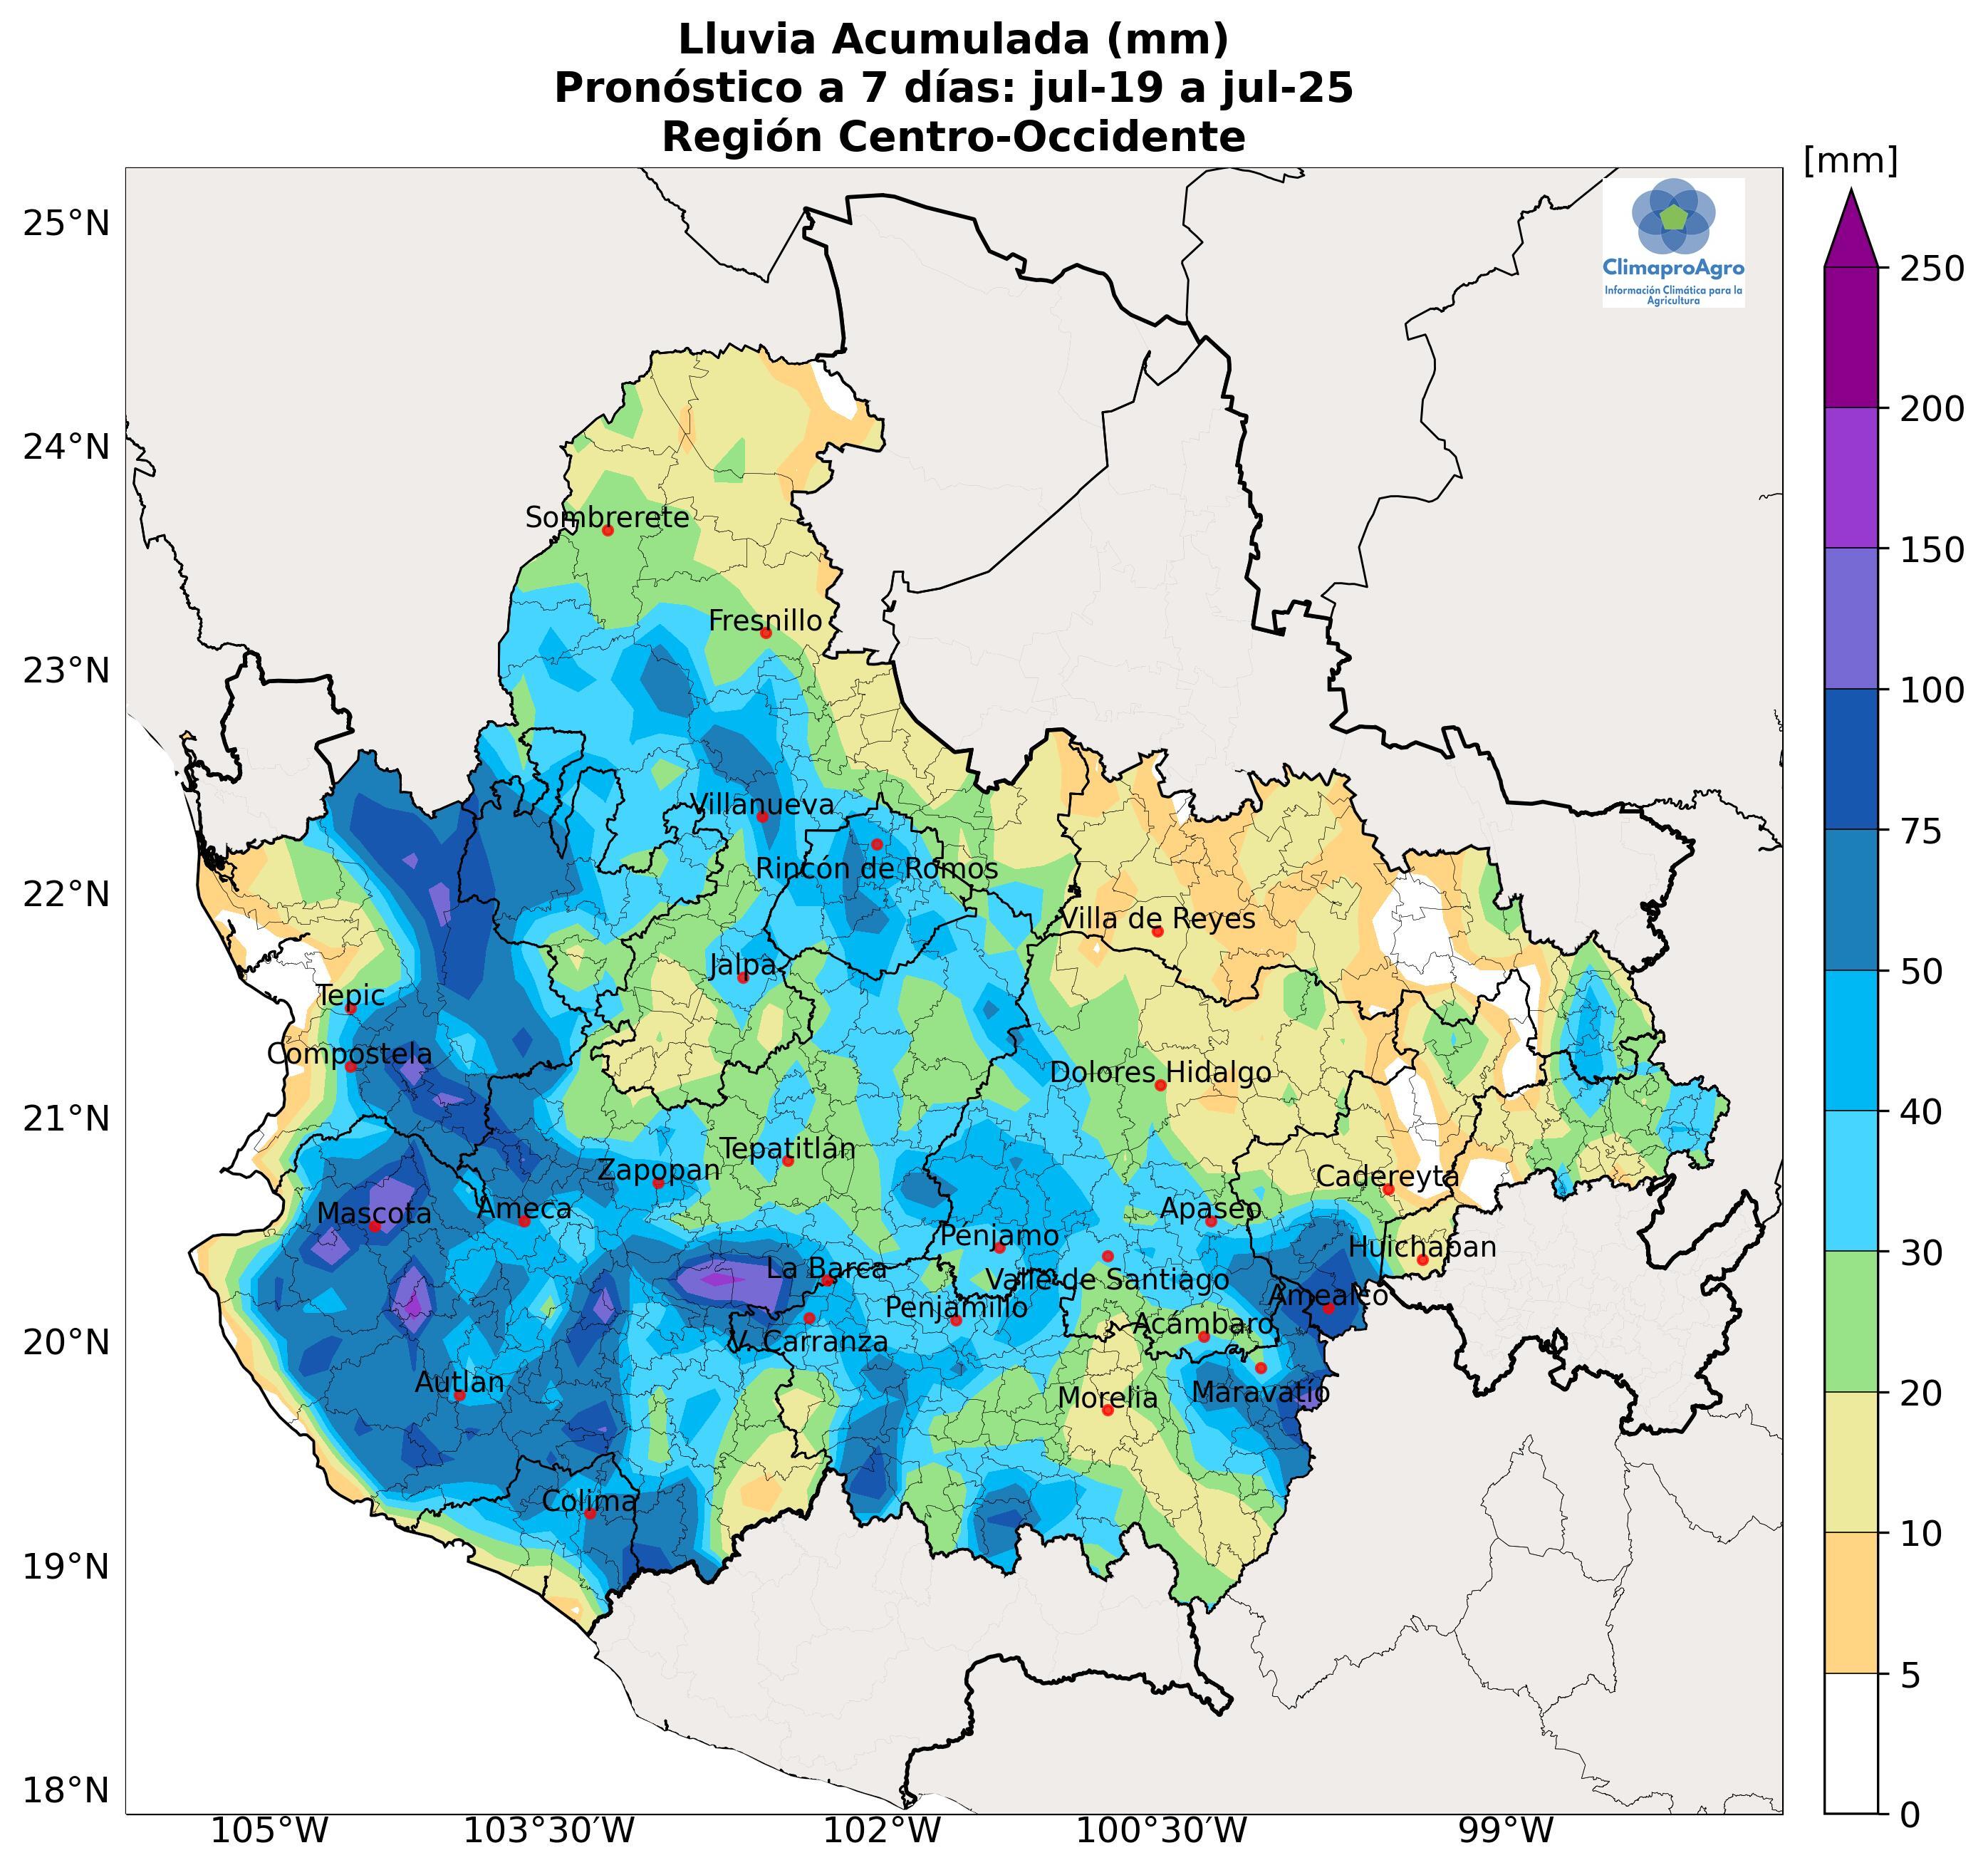 Lluvia Acumulada (mm)
Pronóstico a 7 días: jul-19 a jul-25
Región Centro-Occidente
[mm]
ClimaproAgro
Información Climática para la
Agricultura
25°N
24°N
23°N
22°N
21°N
20°N
19°N
18°N
250
200
150
100
75
50
40
30
20
10
5
0
Sombrerete
Fresnillo
Villanueva
Rincón de Romos
Villa de Reyes
Jalpa
Tepic
Compostela
Dolores Hidalgo
Tepatitlán
Zapopan
Cadereyta
Mascota
Ameca
Apaseo
Penjamo
Huichapan
La Barca
Valle de Santiago
Amealco
Penjamillo
Acámbaro
V. Carranza
Autlan
Morelia
Maravatío
Colima
105°W
103°30'W
102°W
100°30'W
99°W